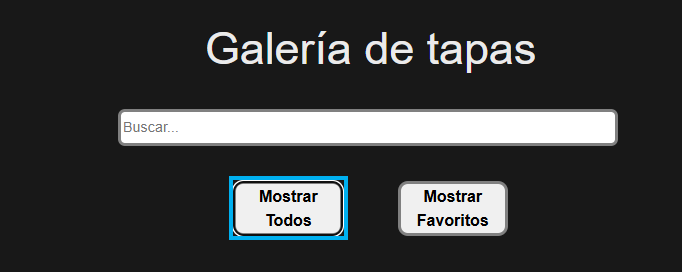 Galería de tapas
Buscar...
Mostrar
Todos
Mostrar
Favoritos